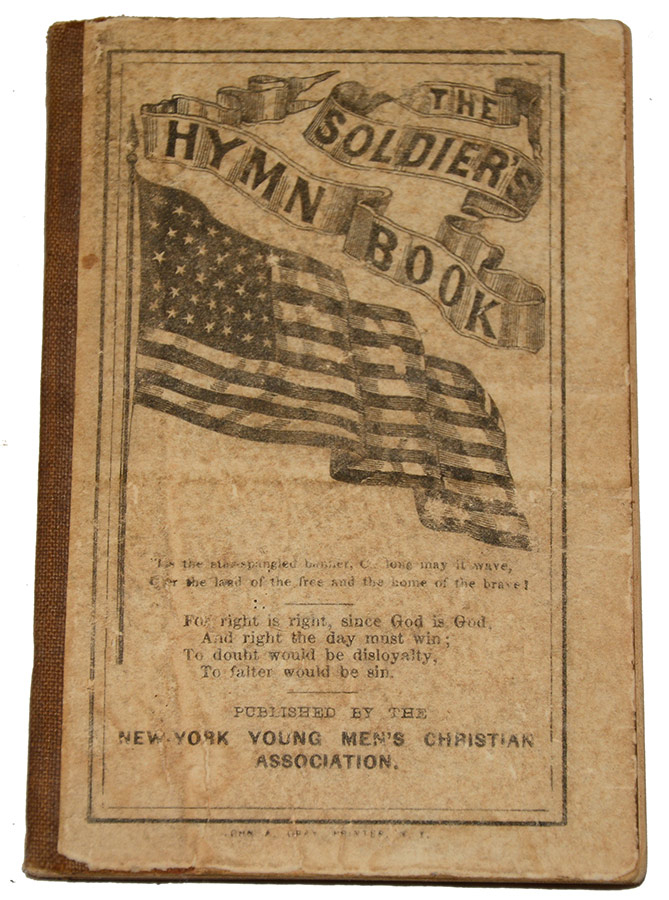 THE
SOLDIER'S
HYMN BOOK
'Tis the star-spangled banner, O! long may it wave,
O'er the land of the free and the home of the brave!
For right is right, since God is God,
And right the day must win;
To doubt would be disloyalty,
To falter would be sin.
PUBLISHED BY THE
NEW-YORK YOUNG MEN'S CHRISTIAN
ASSOCIATION.
JOHN A. GRAY, PRINTER, N. Y.